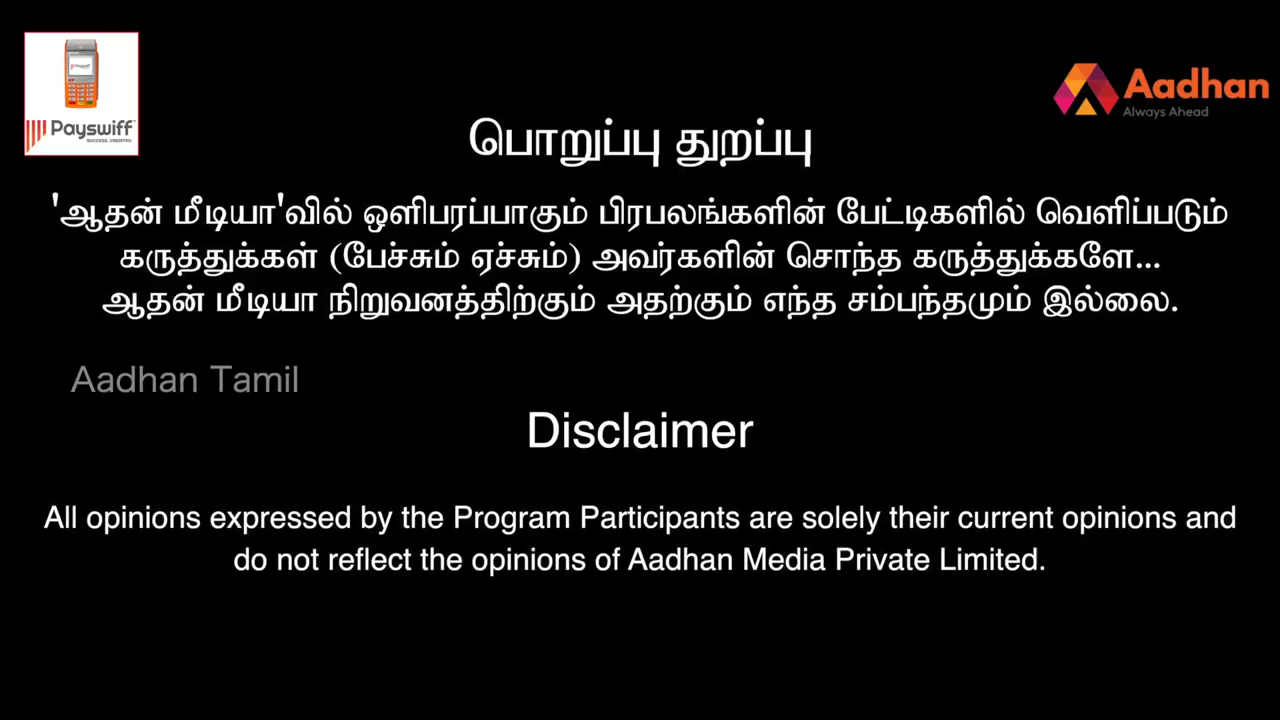 Payswiff
SUCCESS, CREDITED.
Aadhan
Always Ahead
பொறுப்பு துறப்பு
'ஆதன் மீடியா'வில் ஒளிபரப்பாகும் பிரபலங்களின் பேட்டிகளில் வெளிப்படும்
கருத்துக்கள் (பேச்சும் ஏச்சும்) அவர்களின் சொந்த கருத்துக்களே...
ஆதன் மீடியா நிறுவனத்திற்கும் அதற்கும் எந்த சம்பந்தமும் இல்லை.
Aadhan Tamil
Disclaimer
All opinions expressed by the Program Participants are solely their current opinions and
do not reflect the opinions of Aadhan Media Private Limited.